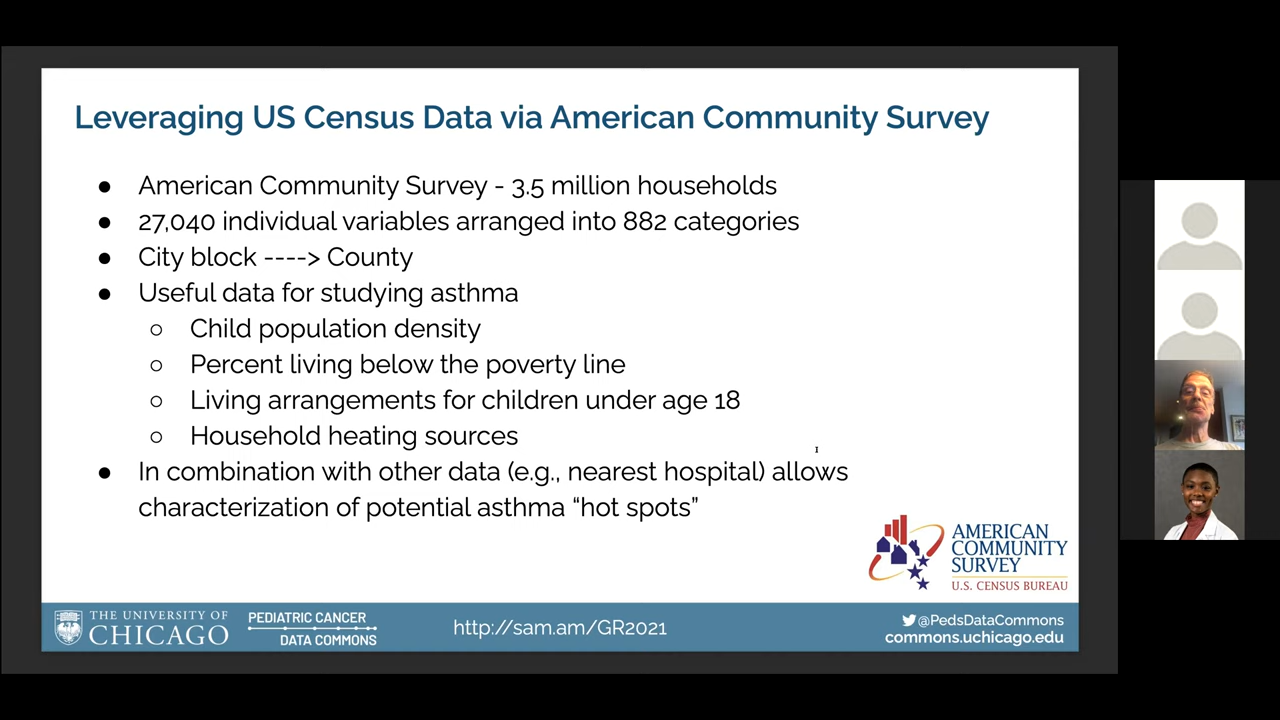 Leveraging US Census Data via American Community Survey
● American Community Survey - 3.5 million households
● 27,040 individual variables arranged into 882 categories
● City block ----> County
● Useful data for studying asthma
○ Child population density
○ Percent living below the poverty line
○ Living arrangements for children under age 18
○ Household heating sources
● In combination with other data (e.g., nearest hospital) allows
characterization of potential asthma “hot spots”
AMERICAN
COMMUNITY
SURVEY
U.S. CENSUS BUREAU
THE UNIVERSITY OF
CHICAGO
PEDIATRIC CANCER
DATA COMMONS
http://sam.am/GR2021
@PedsDataCommons
commons.uchicago.edu